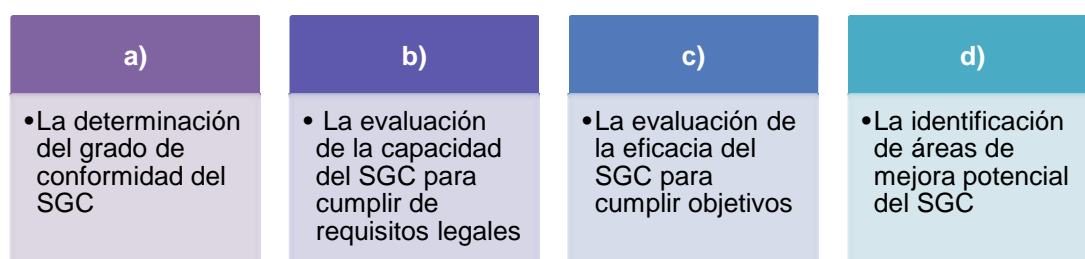 a)
•La determinación
del grado de
conformidad del
SGC
b)
• La evaluación
de la capacidad
del SGC para
cumplir de
requisitos legales
c)
•La evaluación de
la eficacia del
SGC para
cumplir objetivos
d)
•La identificación
de áreas de
mejora potencial
del SGC